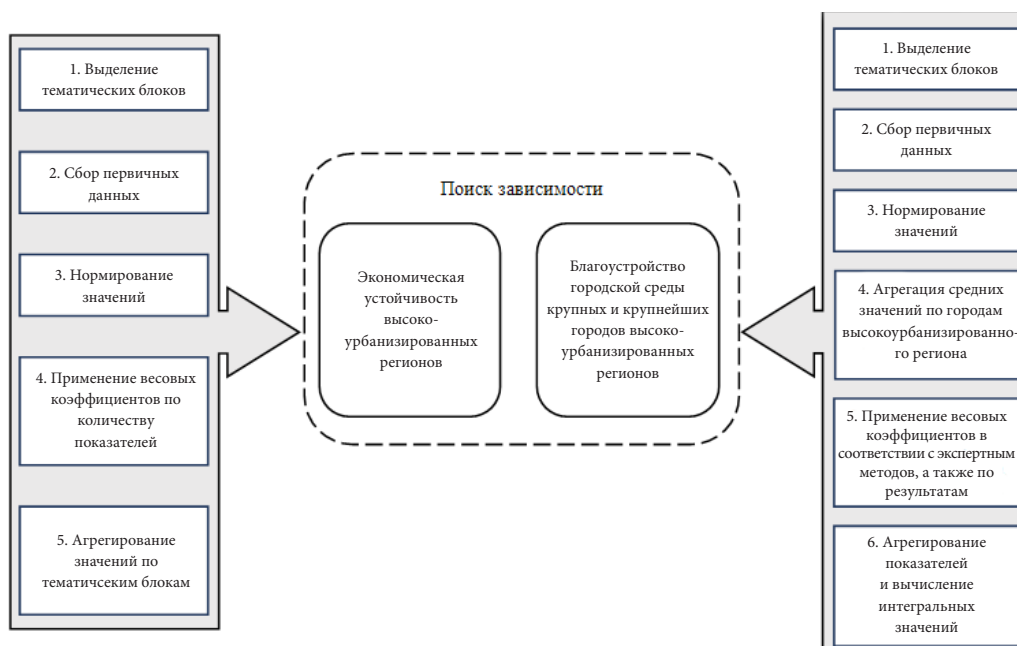 1. Выделение
тематических блоков
2. Сбор первичных
данных
3. Нормирование
значений
4. Применение весовых
коэффициентов по
количеству
показателей
5. Агрегирование
значений по
тематичсеким блокам
Поиск зависимости
Экономическая
устойчивость
высоко-
урбанизированных
регионов
Благоустройство
городской среды
крупных и крупнейших
городов высоко-
урбанизированных
регионов
1. Выделение
тематических блоков
2. Сбор первичных
данных
3. Нормирование
значений
4. Агрегация средних
значений по городам
высокоурбанизированно-
го региона
5. Применение весовых
коэффициентов в
соответствии с экспертным
методов, а также по
результатам
6. Агрегирование
показателей
и вычисление
интегральных
значений